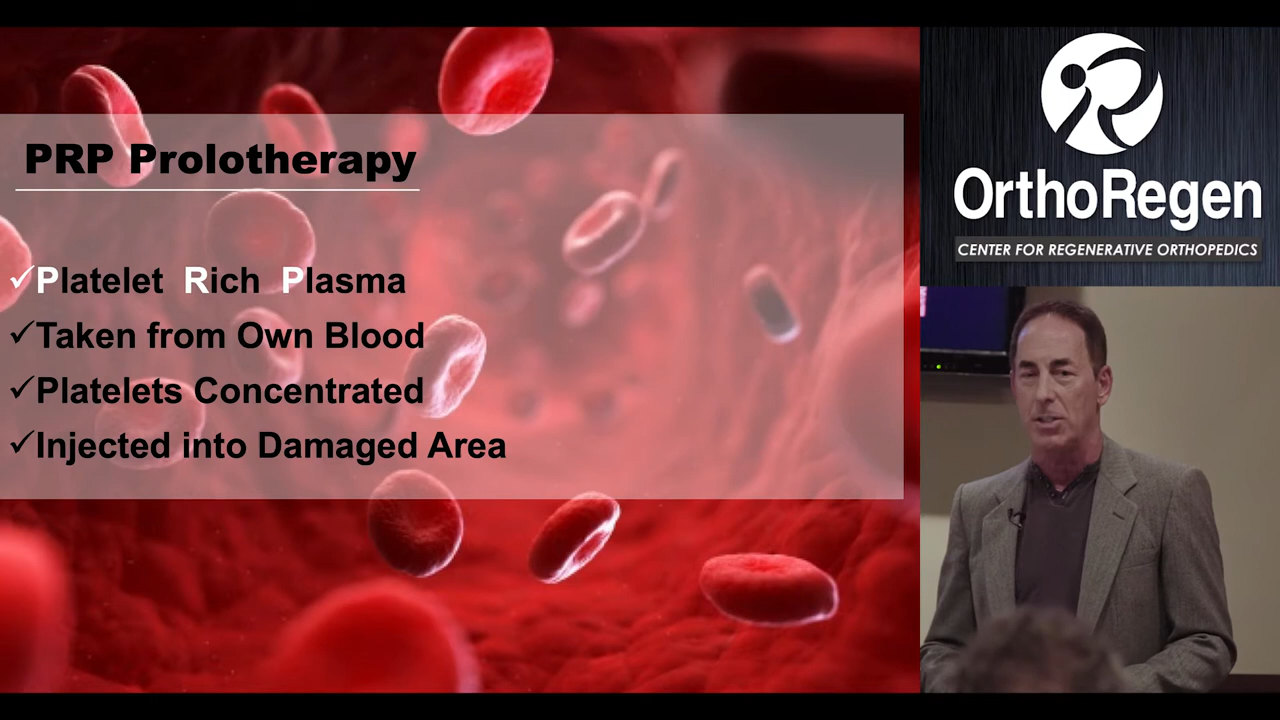 PRP Prolotherapy
✓Platelet Rich Plasma
✓Taken from Own Blood
✓Platelets Concentrated
✓Injected into Damaged Area
OrthoRegen
CENTER FOR REGENERATIVE ORTHOPEDICS